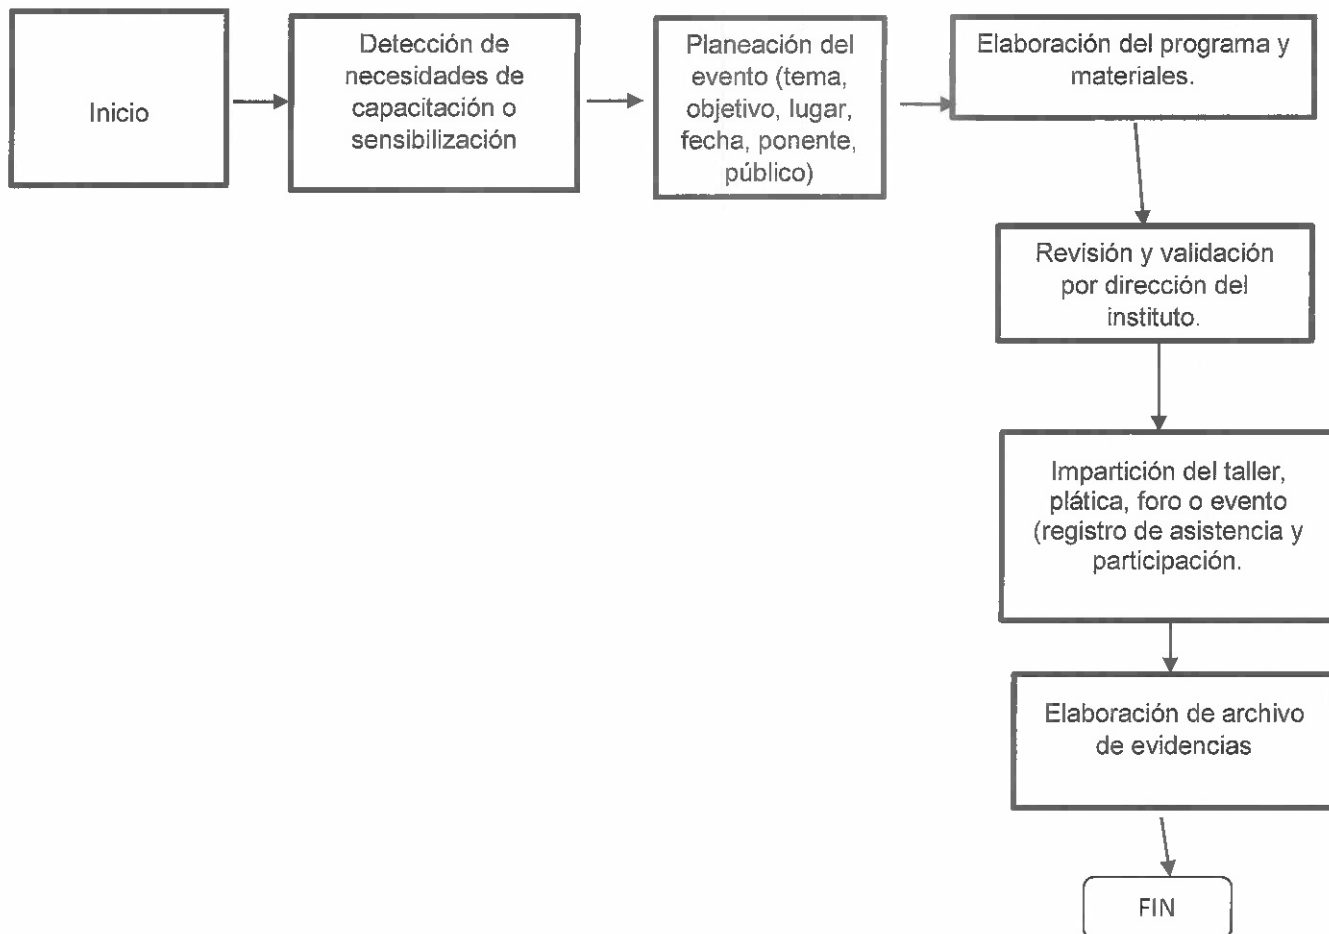 Inicio
Detección de
necesidades de
capacitación o
sensibilización
Planeación del
evento (tema,
objetivo, lugar,
fecha, ponente,
público)
Elaboración del programa y
materiales.
Revisión y validación
por dirección del
instituto.
Impartición del taller,
plática, foro o evento
(registro de asistencia y
participación.
Elaboración de archivo
de evidencias
FIN